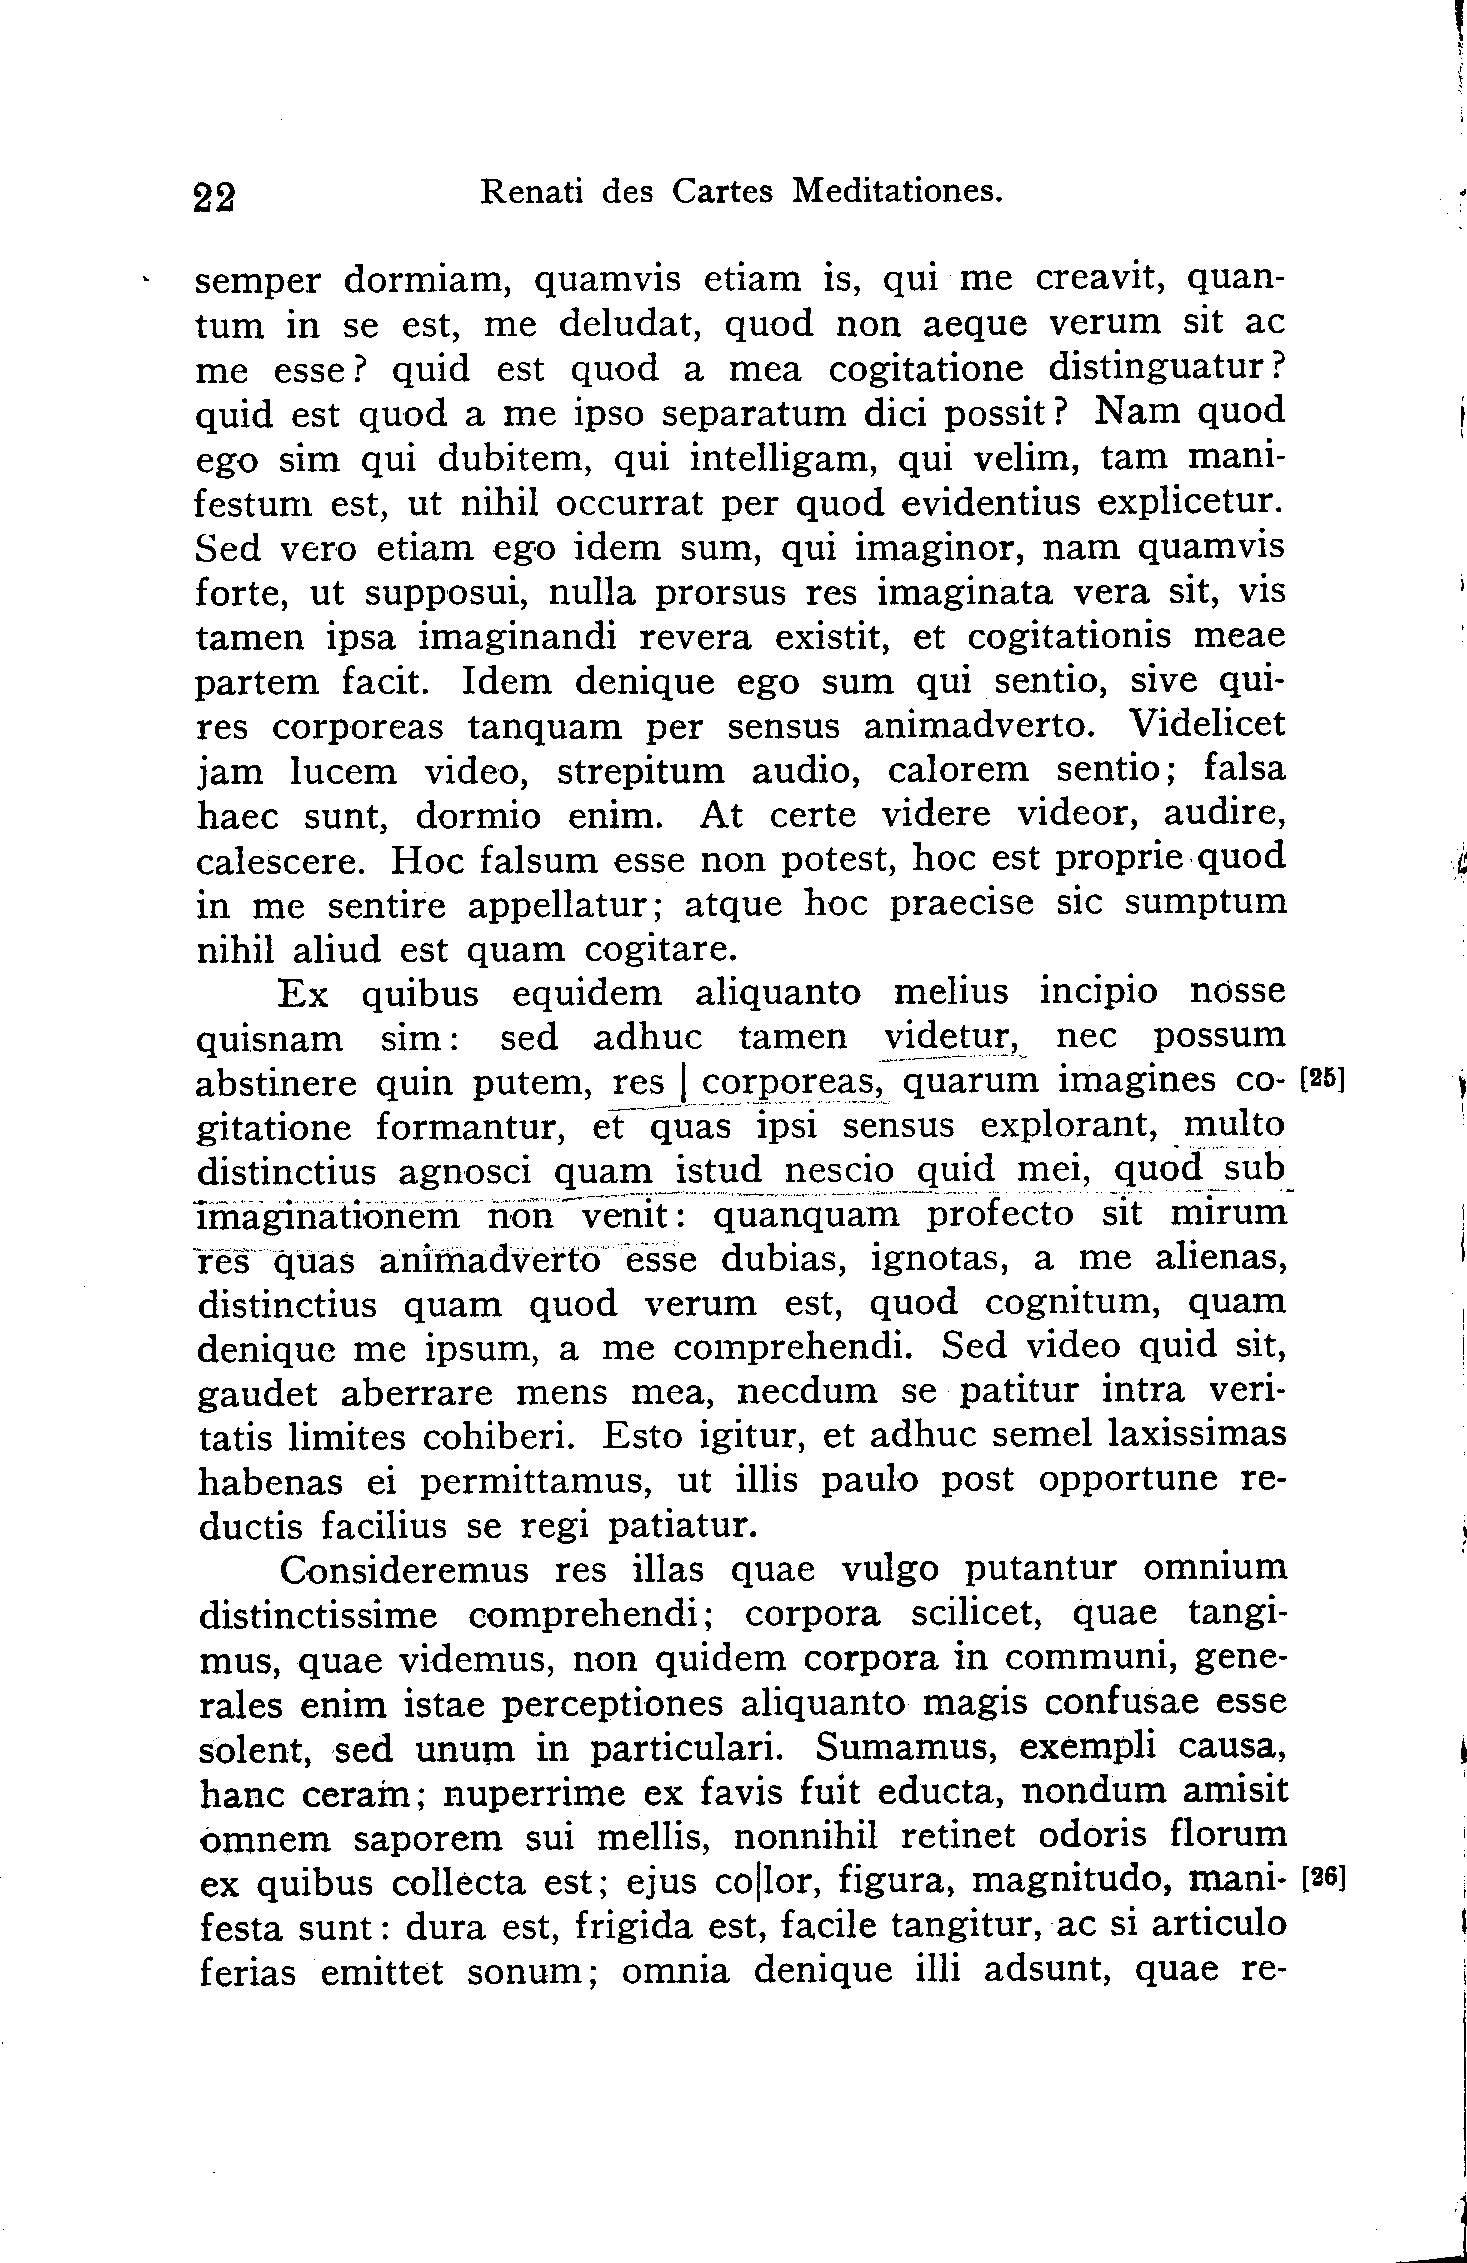 22 Renati des Cartes Meditationes.
semper dormiam, quamvis etiam is, qui me creavit, quan-
tum in se est, me deludat, quod non aeque verum sit ac
me esse? quid est quod a mea cogitatione distinguatur?
quid est quod a me ipso separatum dici possit? Nam quod
ego sim qui dubitem, qui intelligam, qui velim, tam mani-
festum est, ut nihil occurrat per quod evidentius explicetur.
Sed vero etiam ego idem sum, qui imaginor, nam quamvis
forte, ut supposui, nulla prorsus res imaginata vera sit, vis
tamen ipsa imaginandi revera existit, et cogitationis meae
partem facit. Idem denique ego sum qui sentio, sive qui-
res corporeas tanquam per sensus animadverto. Videlicet
jam lucem video, strepitum audio, calorem sentio; falsa
haec sunt, dormio enim. At certe videre videor, audire,
calescere. Hoc falsum esse non potest, hoc est proprie quod
in me sentire appellatur; atque hoc praecise sic sumptum
nihil aliud est quam cogitare.
Ex quibus equidem aliquanto melius incipio nosse
quisnam sim: sed adhuc tamen videtur, nec possum
abstinere quin putem, res | corporeas, quarum imagines co- [25]
gitatione formantur, et quas ipsi sensus explorant, multo
distinctius agnosci quam istud nescio quid mei, quod sub
imaginationem non venit: quanquam profecto sit mirum
res quas animadverto esse dubias, ignotas, a me alienas,
distinctius quam quod verum est, quod cognitum, quam
denique me ipsum, a me comprehendi. Sed video quid sit,
gaudet aberrare mens mea, necdum se patitur intra veri-
tatis limites cohiberi. Esto igitur, et adhuc semel laxissimas
habenas ei permittamus, ut illis paulo post opportune re-
ductis facilius se regi patiatur.
Consideremus res illas quae vulgo putantur omnium
distinctissime comprehendi; corpora scilicet, quae tangi-
mus, quae videmus, non quidem corpora in communi, gene-
rales enim istae perceptiones aliquanto magis confusae esse
solent, sed unum in particulari. Sumamus, exempli causa,
hanc ceram; nuperrime ex favis fuit educta, nondum amisit
omnem saporem sui mellis, nonnihil retinet odoris florum
ex quibus collecta est; ejus co|lor, figura, magnitudo, mani- [26]
festa sunt: dura est, frigida est, facile tangitur, ac si articulo
ferias emittet sonum; omnia denique illi adsunt, quae re-